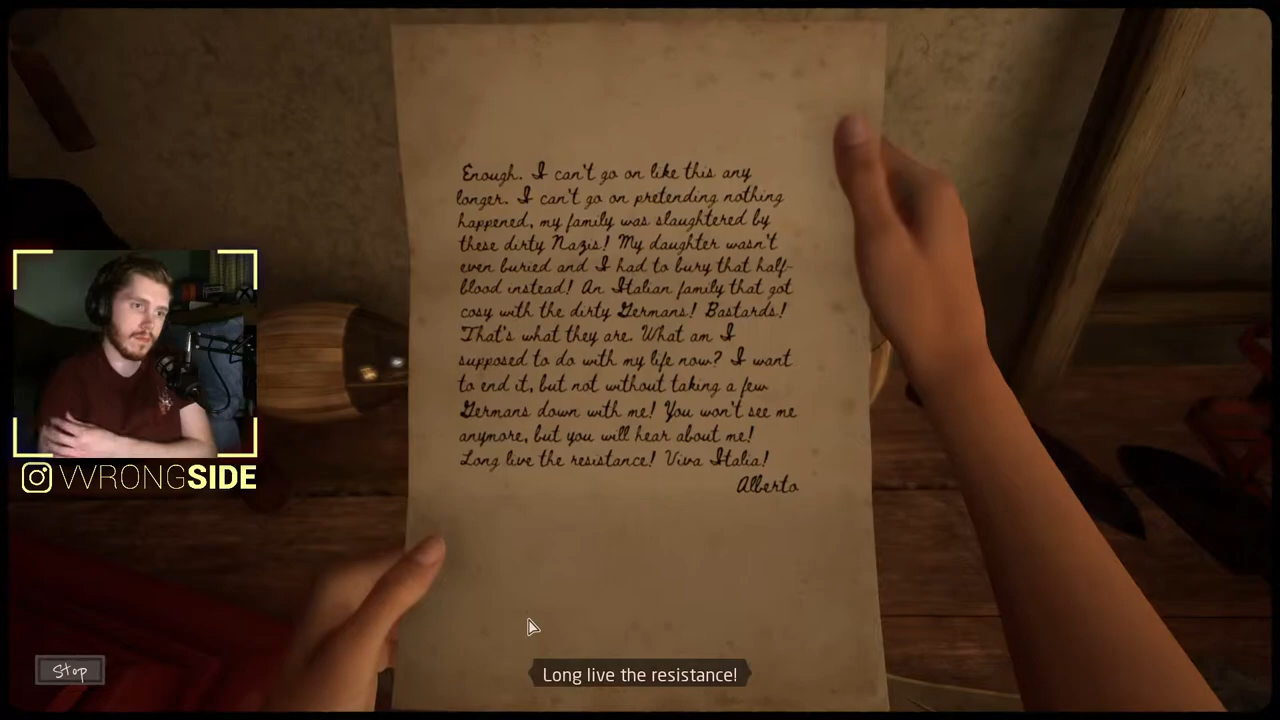 Enough. I can't go on like this any
longer. I can't go on pretending nothing
happened, my family was slaughtered by
these dirty Nazis! My daughter wasn't
even buried and I had to bury that half-
blood instead! An Italian family that got
cosy with the dirty Germans! Bastards!
That's what they are. What am I
supposed to do with my life now? I want
to end it, but not without taking a few
Germans down with me! You won't see me
anymore, but you will hear about me!
Long live the resistance! Viva Italia!
Alberto
VVRONGSIDE
Stop
Long live the resistance!